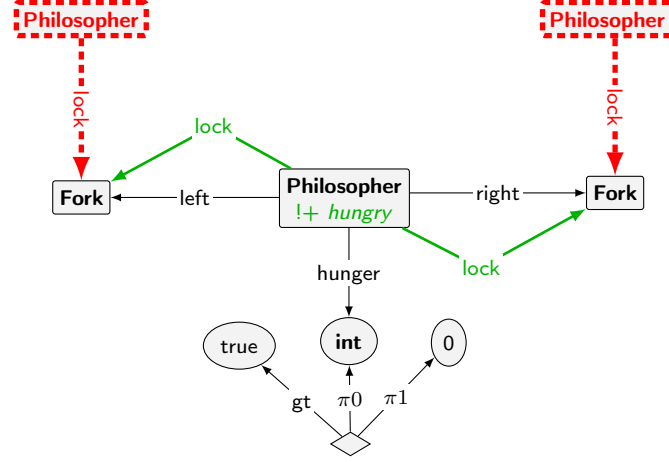 Philosopher
Philosopher
lock
lock
lock
Fork
left
Philosopher
!+ hungry
right
Fork
lock
hunger
true
int
0
gt
π0
π1